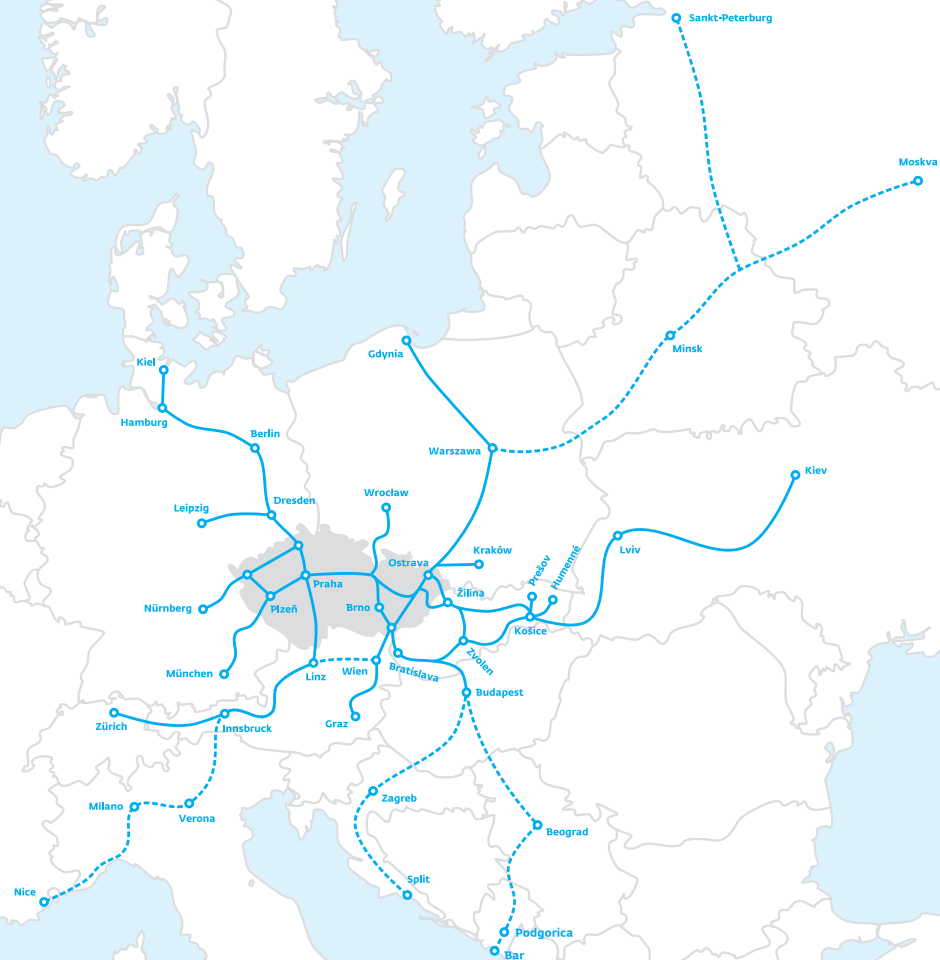 Sankt-Peterburg
Moskva
Minsk
Gdynia
Kiel
Hamburg
Berlin
Warszawa
Kiev
Wrocław
Dresden
Leipzig
Lviv
Kraków
Ostrava
Prešov
Humenné
Praha
Žilina
Nürnberg
Plzeň
Brno
Košice
Zvolen
München
Linz
Wien
Bratislava
Budapest
Zürich
Innsbruck
Graz
Milano
Verona
Zagreb
Beograd
Nice
Split
Podgorica
Bar